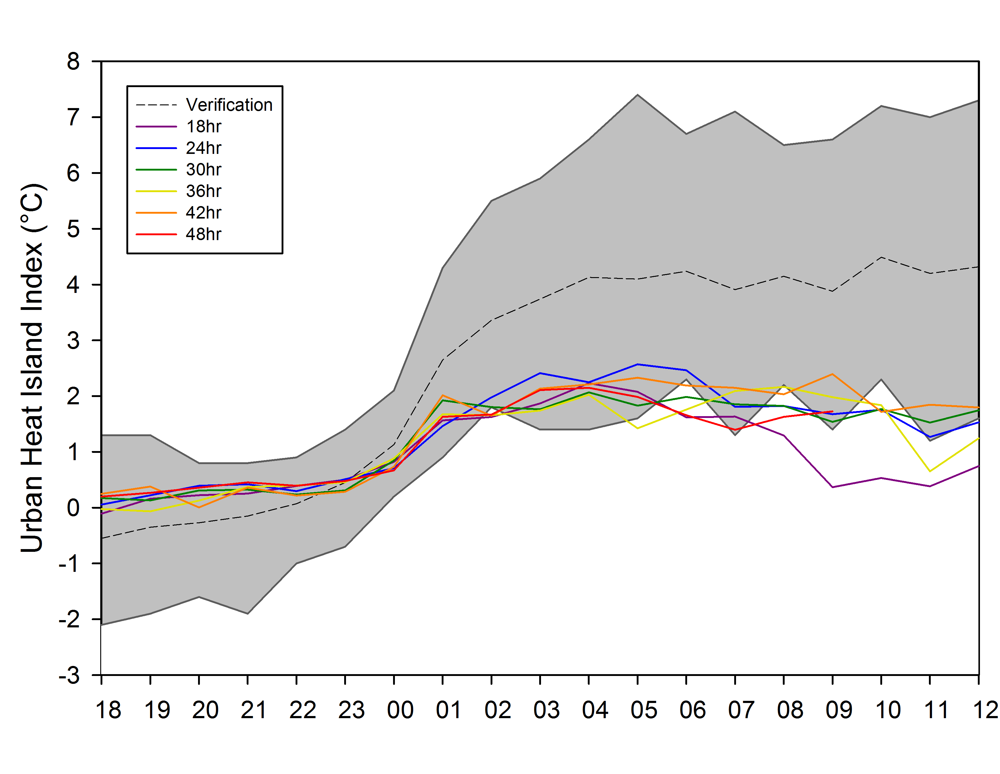 Urban Heat Island Index (°C)
8
7
6
5
4
3
2
1
0
-1
-2
-3
Verification
18hr
24hr
30hr
36hr
42hr
48hr
18 19 20 21 22 23 00 01 02 03 04 05 06 07 08 09 10 11 12